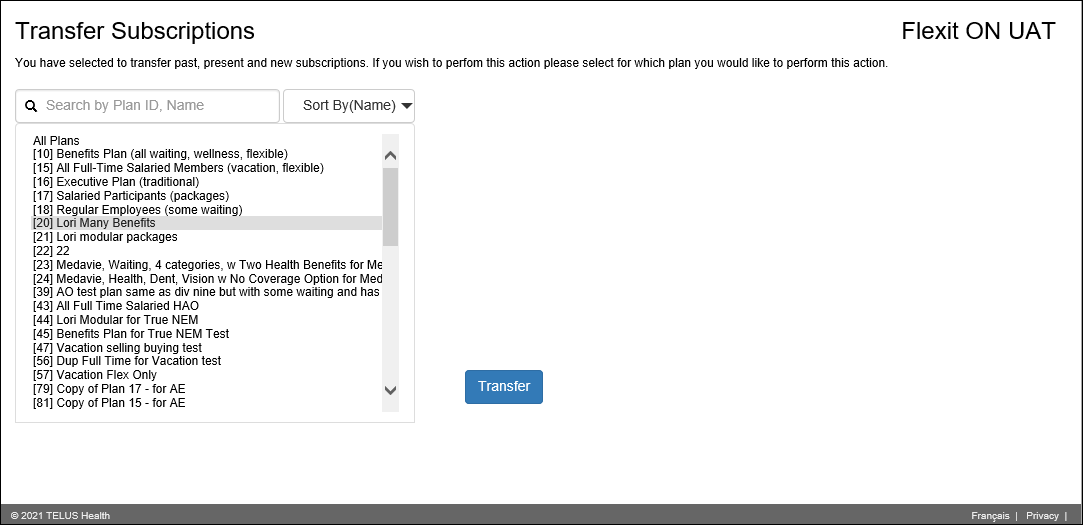 Transfer Subscriptions
Flexit ON UAT
You have selected to transfer past, present and new subscriptions. If you wish to perfom this action please select for which plan you would like to perform this action.
Search by Plan ID, Name
Sort By(Name)
All Plans
[10] Benefits Plan (all waiting, wellness, flexible)
[15] All Full-Time Salaried Members (vacation, flexible)
[16] Executive Plan (traditional)
[17] Salaried Participants (packages)
[18] Regular Employees (some waiting)
[20] Lori Many Benefits
[21] Lori modular packages
[22] 22
[23] Medavie, Waiting, 4 categories, w Two Health Benefits for Me
[24] Medavie, Health, Dent, Vision w No Coverage Option for Med
[39] AO test plan same as div nine but with some waiting and has
[43] All Full Time Salaried HAO
[44] Lori Modular for True NEM
[45] Benefits Plan for True NEM Test
[47] Vacation selling buying test
[56] Dup Full Time for Vacation test
[57] Vacation Flex Only
[79] Copy of Plan 17 - for AE
[81] Copy of Plan 15 - for AE
Transfer
© 2021 TELUS Health
Français | Privacy |